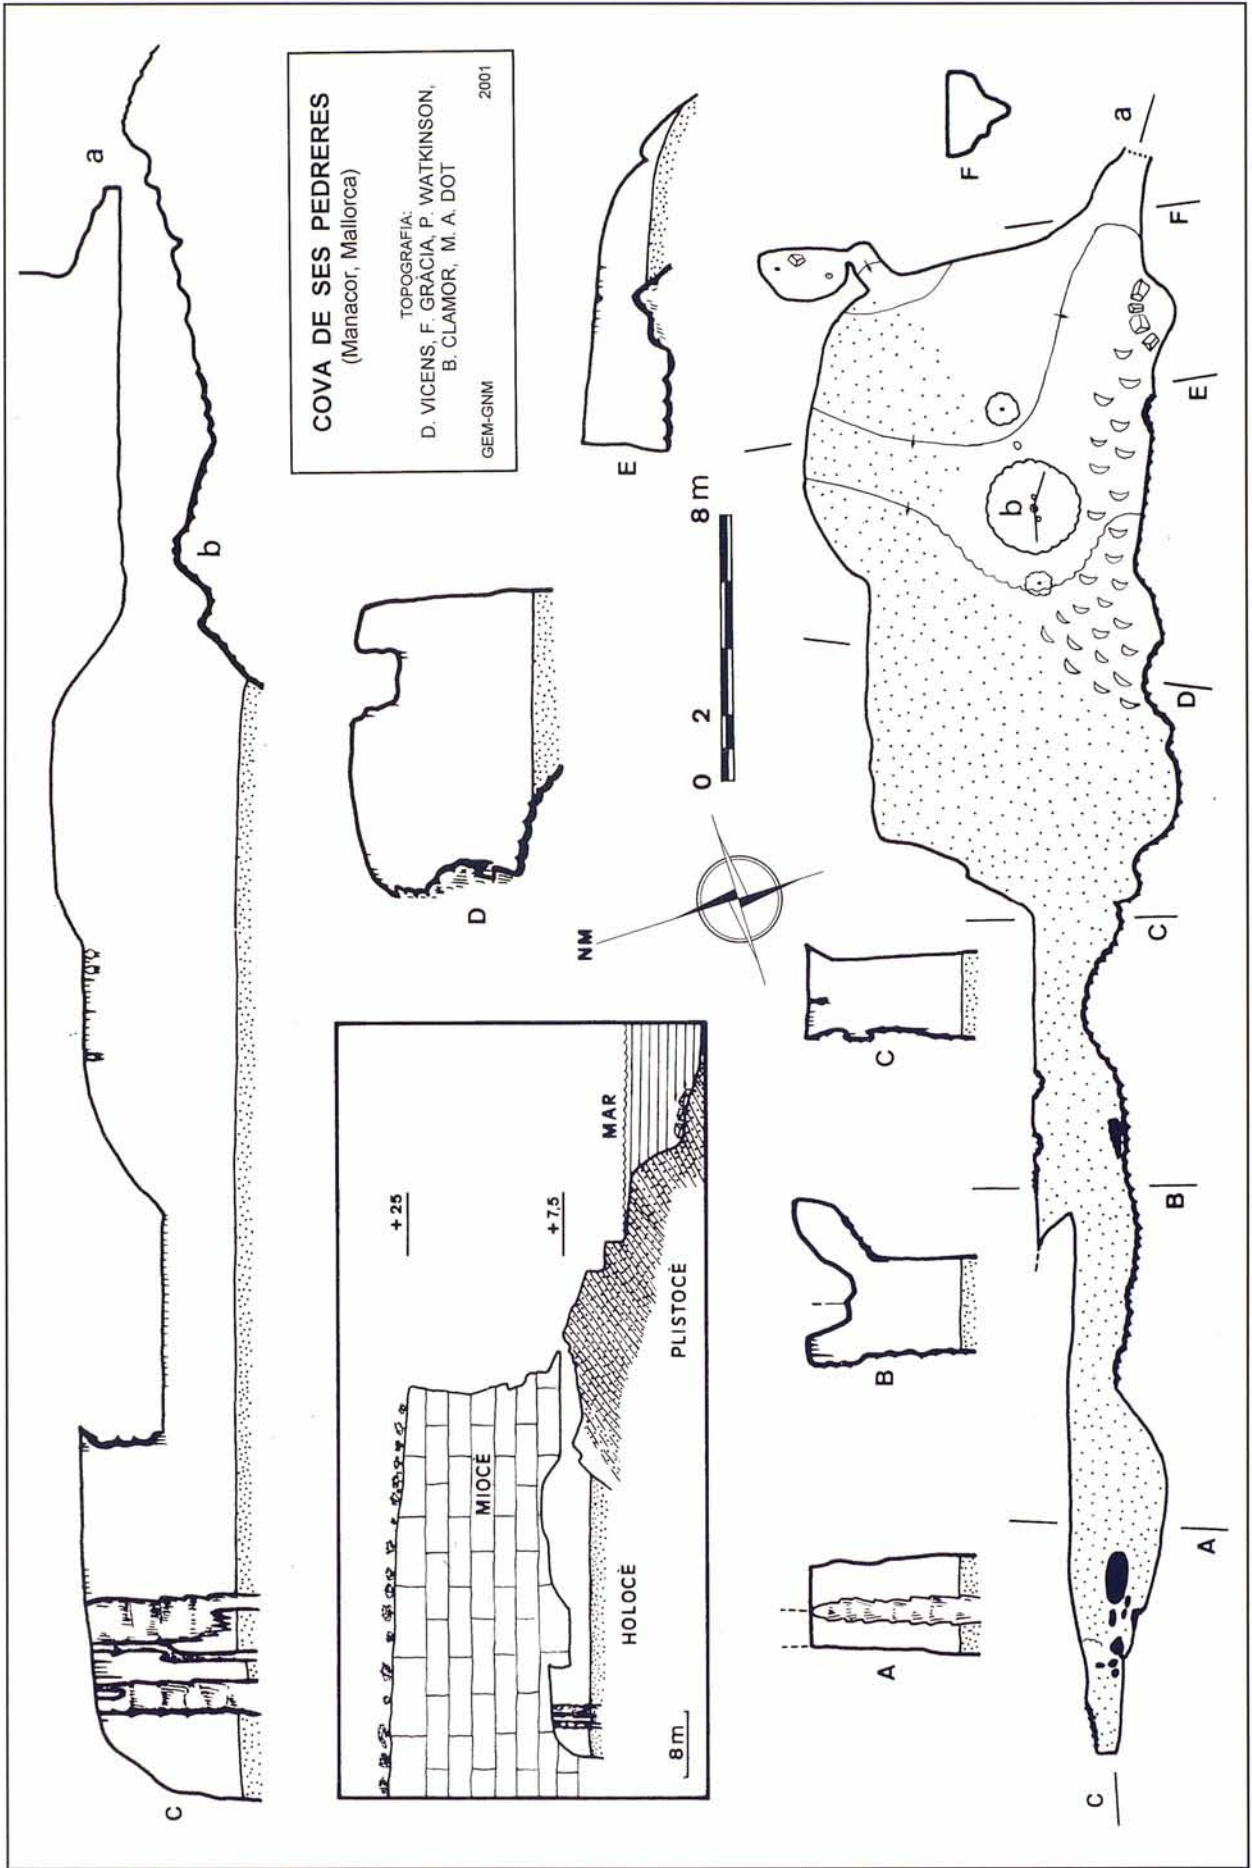 a
b
c
COVA DE SES PEDRERES
(Manacor, Mallorca)
TOPOGRAFIA:
D. VICENS, F. GRÀCIA, P. WATKINSON,
B. CLAMOR, M. A. DOT
GEM-GNM 2001
D
E
0 2 8 m
NM
+25
+7,5
MAR
MIOCÈ
HOLOCÈ
PLISTOCÈ
8m
A
B
C
F
c
b
a
A
B
C
D
E
F